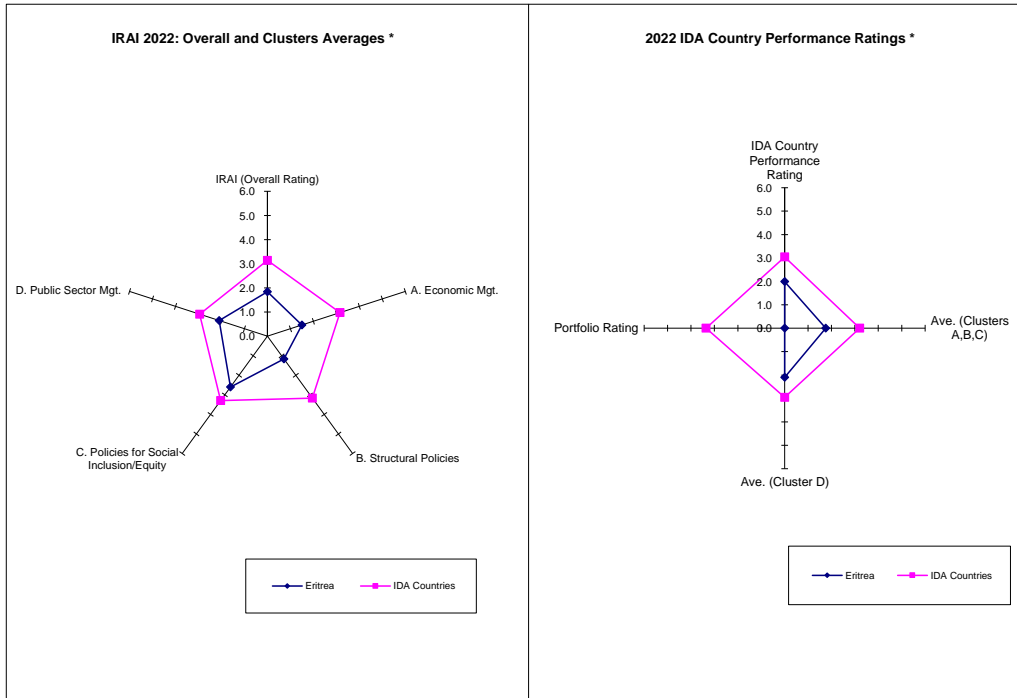 IRAI 2022: Overall and Clusters Averages *
IRAI (Overall Rating)
6.0
5.0
4.0
3.0
2.0
1.0
0.0
A. Economic Mgt.
B. Structural Policies
C. Policies for Social
Inclusion/Equity
D. Public Sector Mgt.
Eritrea
IDA Countries
2022 IDA Country Performance Ratings *
IDA Country
Performance
Rating
6.0
5.0
4.0
3.0
2.0
1.0
0.0
Ave. (Clusters
A,B,C)
Ave. (Cluster D)
Portfolio Rating
Eritrea
IDA Countries